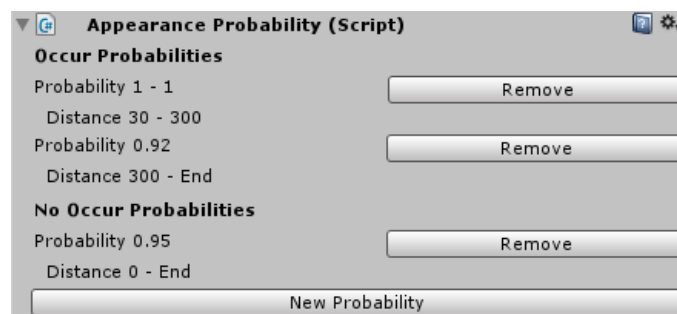 Appearance Probability (Script)
Occur Probabilities
Probability 1 - 1 Remove
Distance 30 - 300
Probability 0.92 Remove
Distance 300 - End
No Occur Probabilities
Probability 0.95 Remove
Distance 0 - End
New Probability